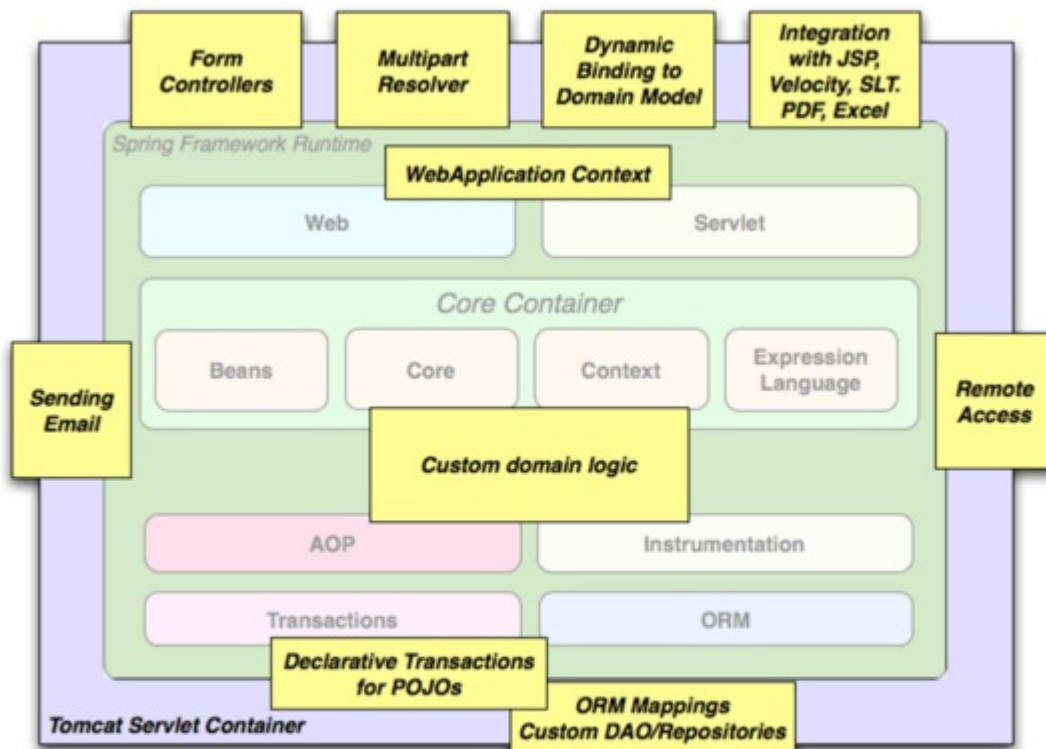 Form
Controllers
Multipart
Resolver
Dynamic
Binding to
Domain Model
Integration
with JSP,
Velocity, SLT.
PDF, Excel
Spring Framework Runtime
WebApplication Context
Web
Servlet
Core Container
Beans
Core
Context
Expression
Language
Sending
Email
Remote
Access
Custom domain logic
AOP
Instrumentation
Transactions
ORM
Declarative Transactions
for POJOs
ORM Mappings
Custom DAO/Repositories
Tomcat Servlet Container